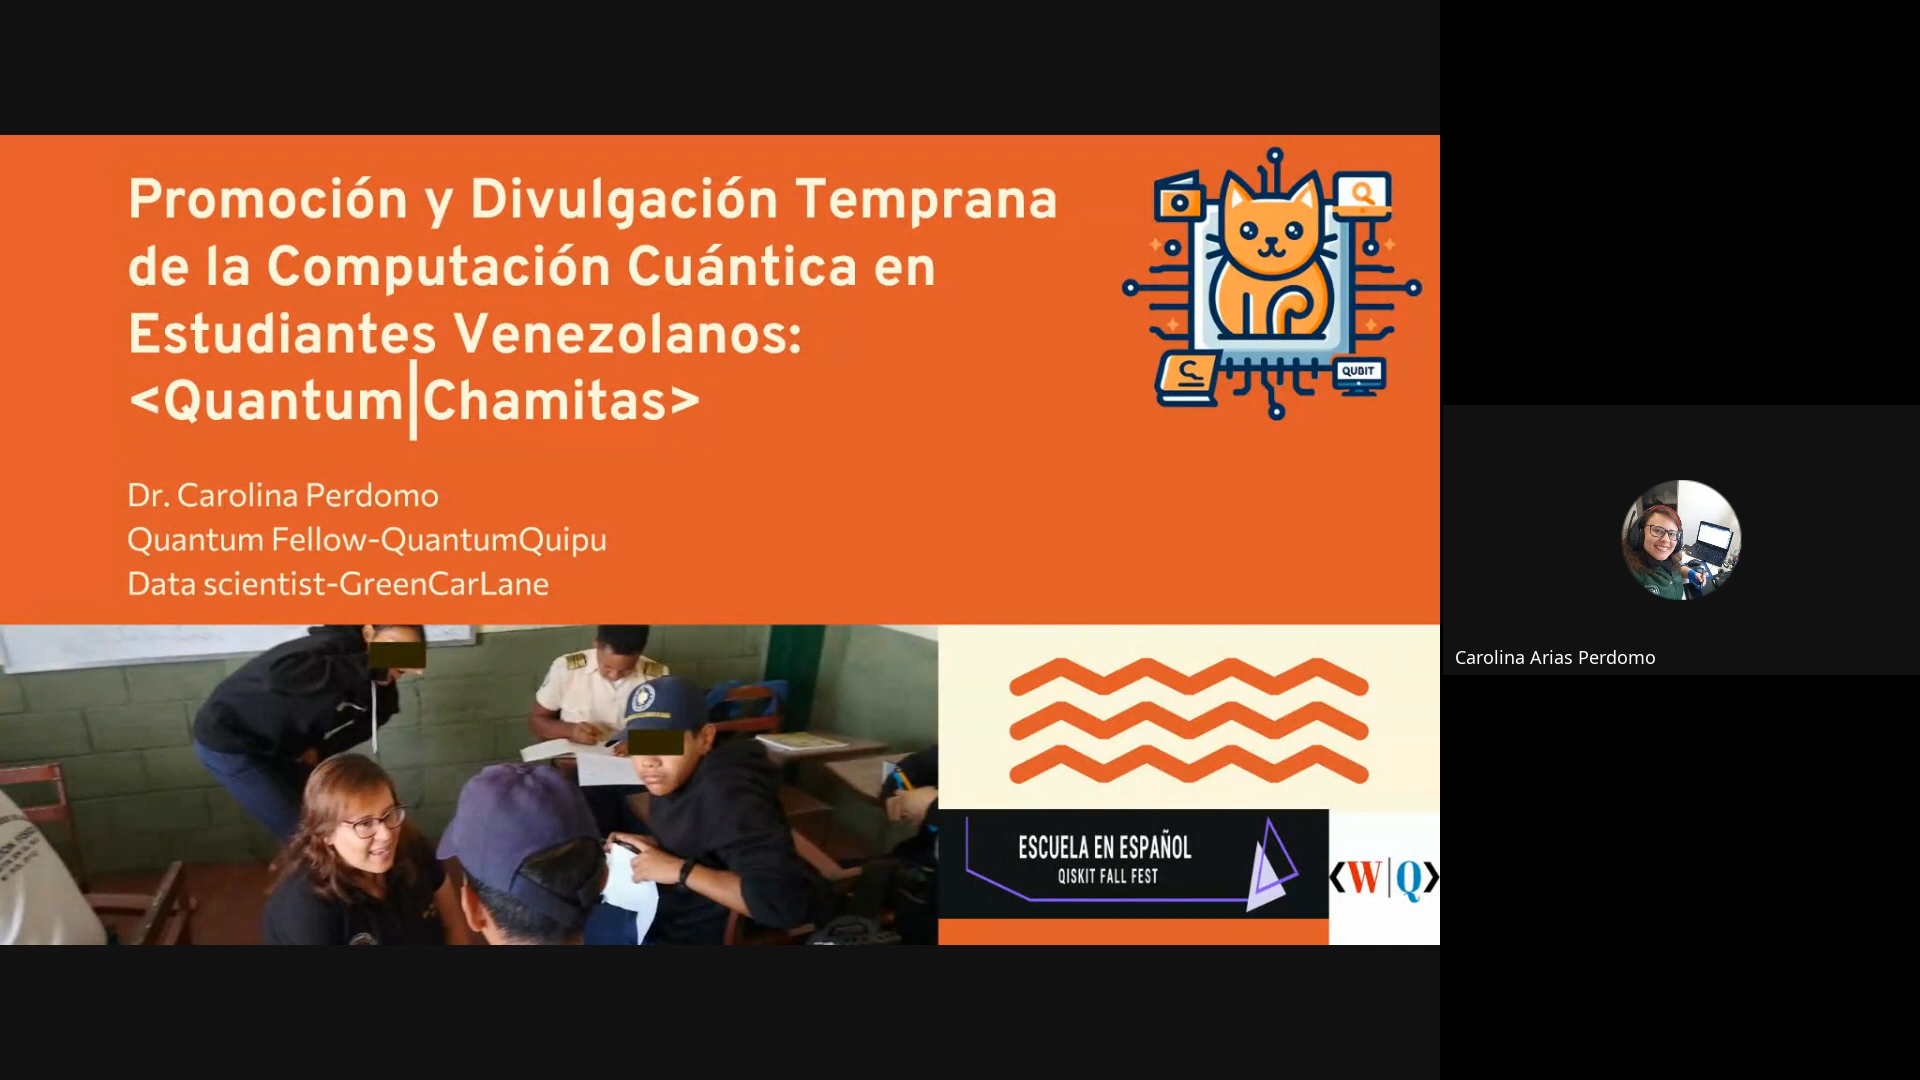 Promoción y Divulgación Temprana
de la Computación Cuántica en
Estudiantes Venezolanos:
<Quantum|Chamitas>
QUBIT
Dr. Carolina Perdomo
Quantum Fellow-QuantumQuipu
Data scientist-GreenCarLane
ESCUELA EN ESPAÑOL
QISKIT FALL FEST
<W|Q>
Carolina Arias Perdomo